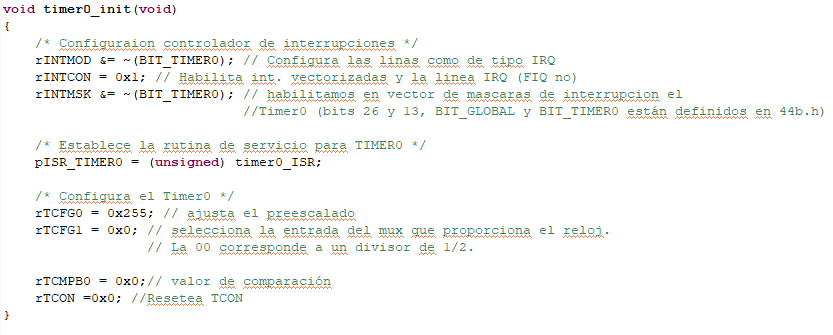 void timer0_init(void)
{
/* Configuraion controlador de interrupciones */
rINTMOD &= ~(BIT_TIMER0); // Configura las linas como de tipo IRQ
rINTCON = 0x1; // Habilita int. vectorizadas y la linea IRQ (FIQ no)
rINTMSK &= ~(BIT_TIMER0); // habilitamos en vector de mascaras de interrupcion el
//Timer0 (bits 26 y 13, BIT_GLOBAL y BIT_TIMER0 están definidos en 44b.h)
/* Establece la rutina de servicio para TIMER0 */
pISR_TIMER0 = (unsigned) timer0_ISR;
/* Configura el Timer0 */
rTCFG0 = 0x255; // ajusta el preescalado
rTCFG1 = 0x0; // selecciona la entrada del mux que proporciona el reloj.
// La 00 corresponde a un divisor de 1/2.
rTCMPB0 = 0x0;// valor de comparación
rTCON =0x0; //Resetea TCON
}